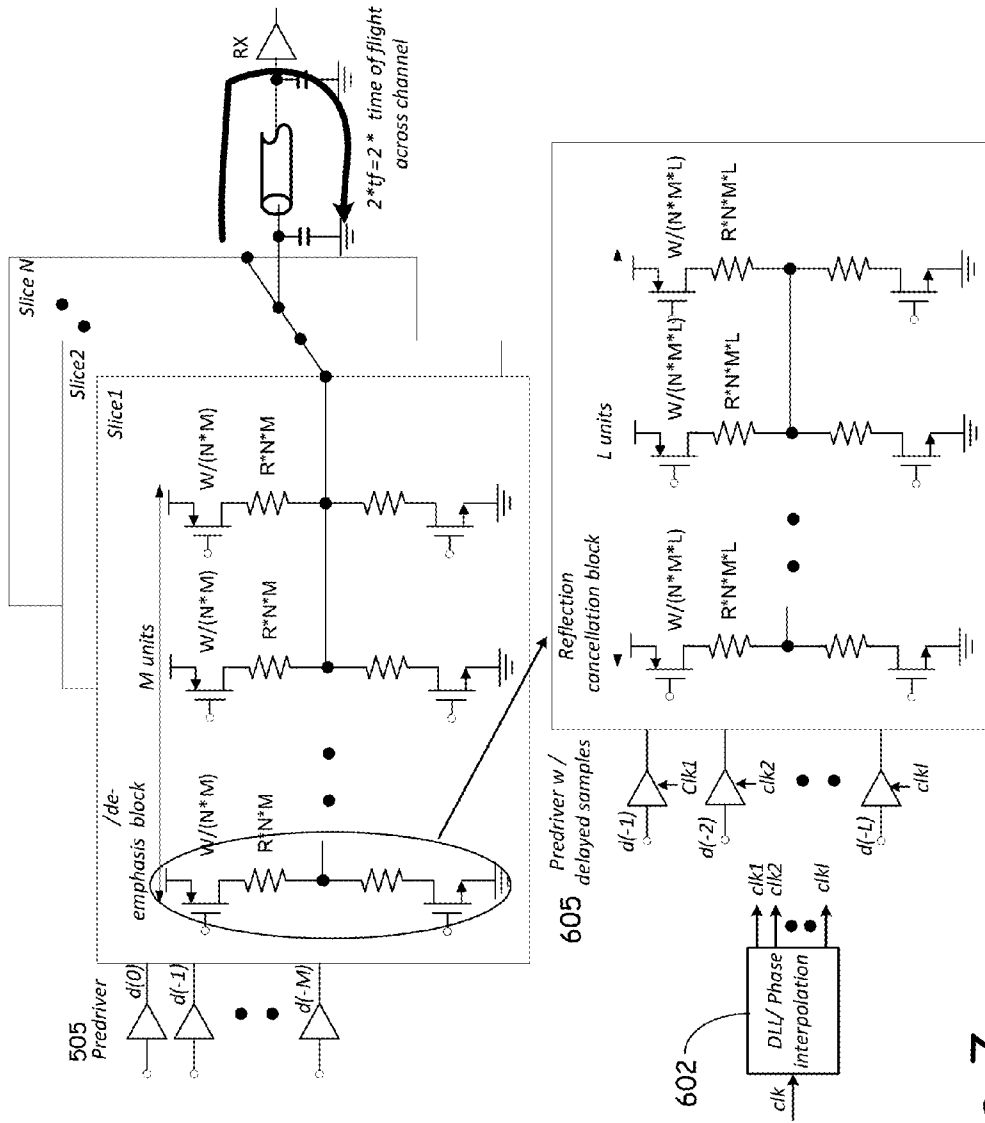 Slice N
Slice2
Slice1
RX
2*tf=2* time of flight
across channel
M units
/de-
emphasis block
W/(N*M)
R*N*M
W/(N*M)
R*N*M
W/(N*M)
R*N*M
505
Predriver
d(0)
d(-1)
d(-M)
L units
Reflection
cancellation block
W/(N*M*L)
R*N*M*L
W/(N*M*L)
R*N*M*L
W/(N*M*L)
R*N*M*L
605
Predriver w/
delayed samples
d(-1)
Clk1
d(-2)
clk2
d(-L)
clkl
602
DLL/ Phase
interpolation
clk
clk1
clk2
clkl
7